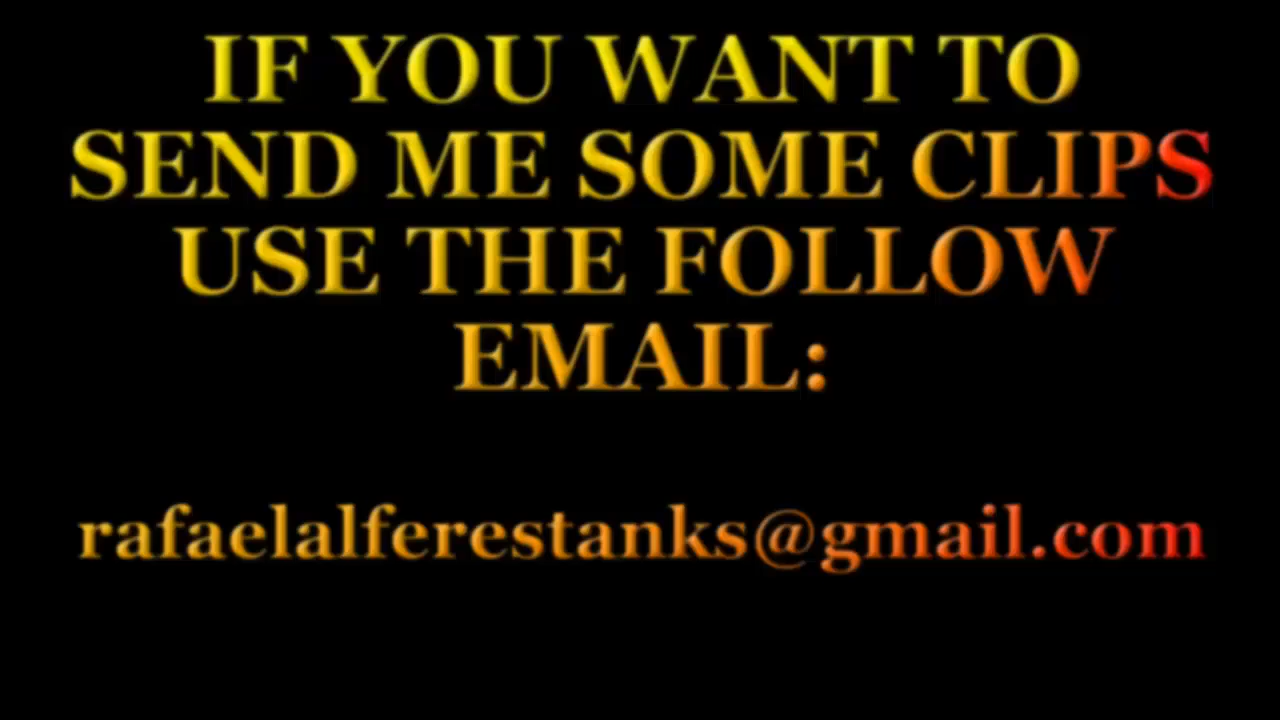 IF YOU WANT TO
SEND ME SOME CLIPS
USE THE FOLLOW
EMAIL:
rafaelalferestanks@gmail.com